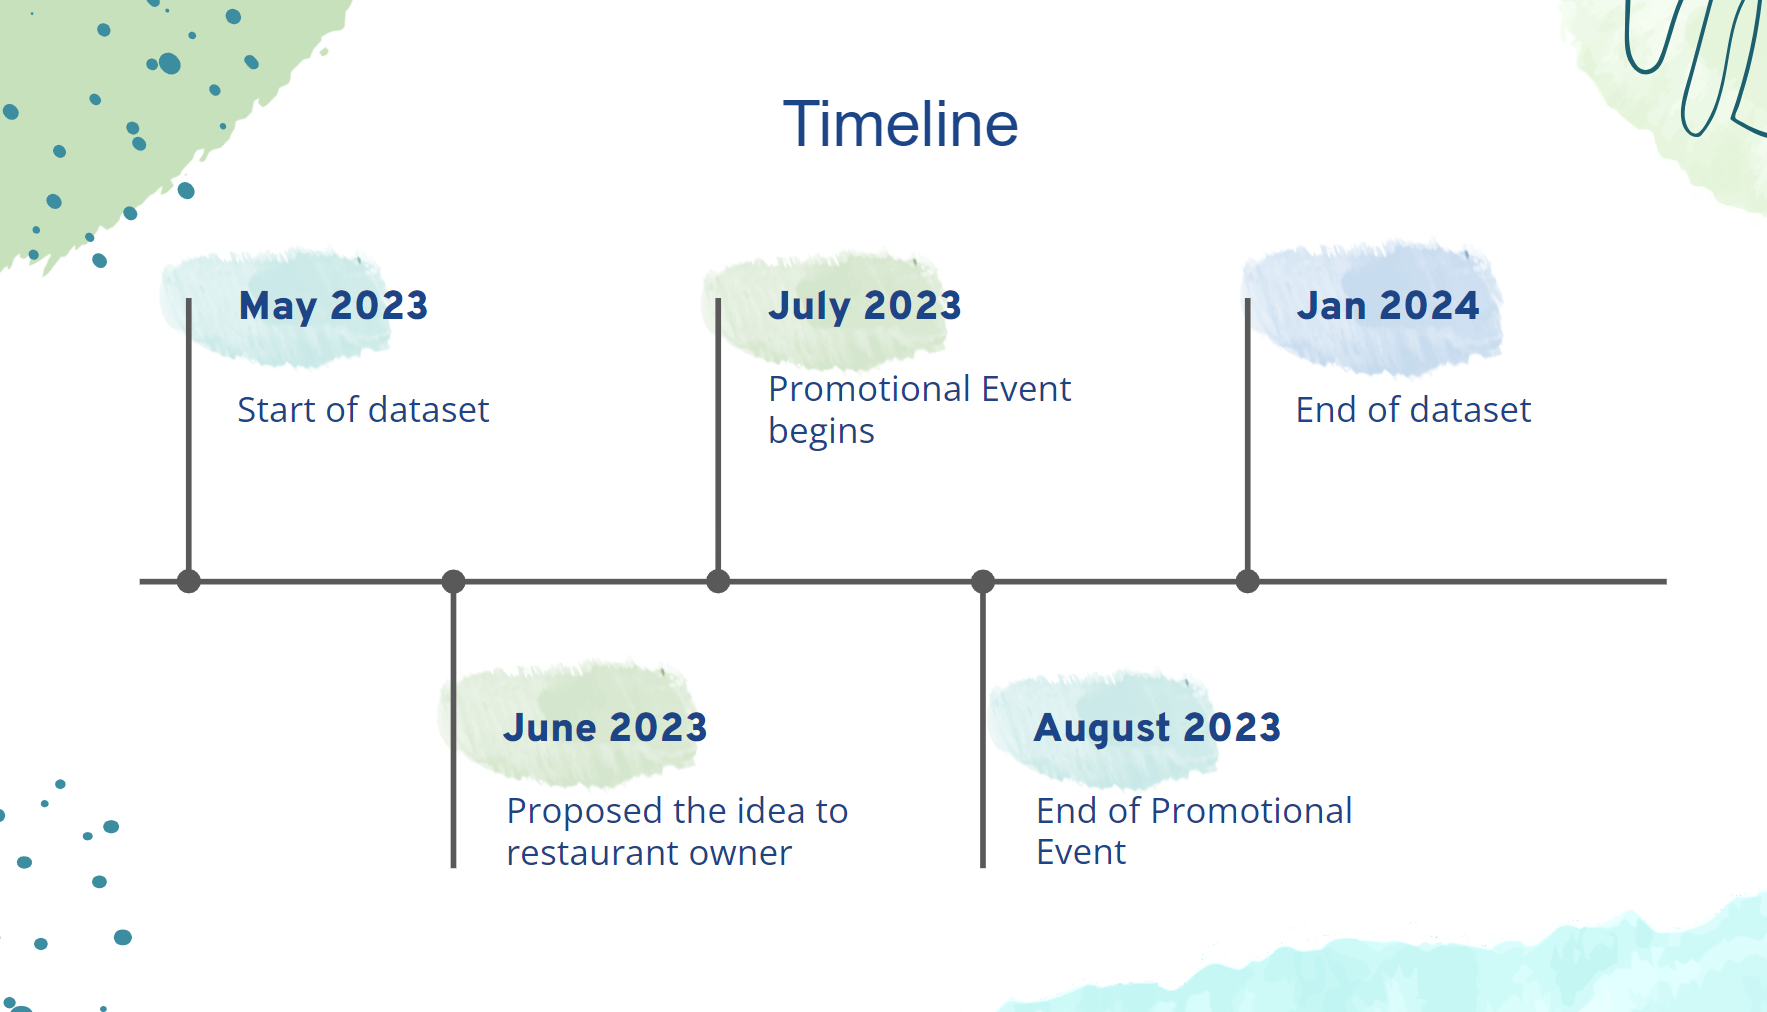 Timeline
May 2023
Start of dataset
June 2023
Proposed the idea to
restaurant owner
July 2023
Promotional Event
begins
August 2023
End of Promotional
Event
Jan 2024
End of dataset